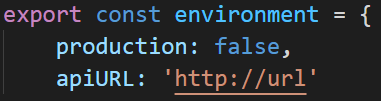 export const environment = {
production: false,
apiURL: 'http://url'